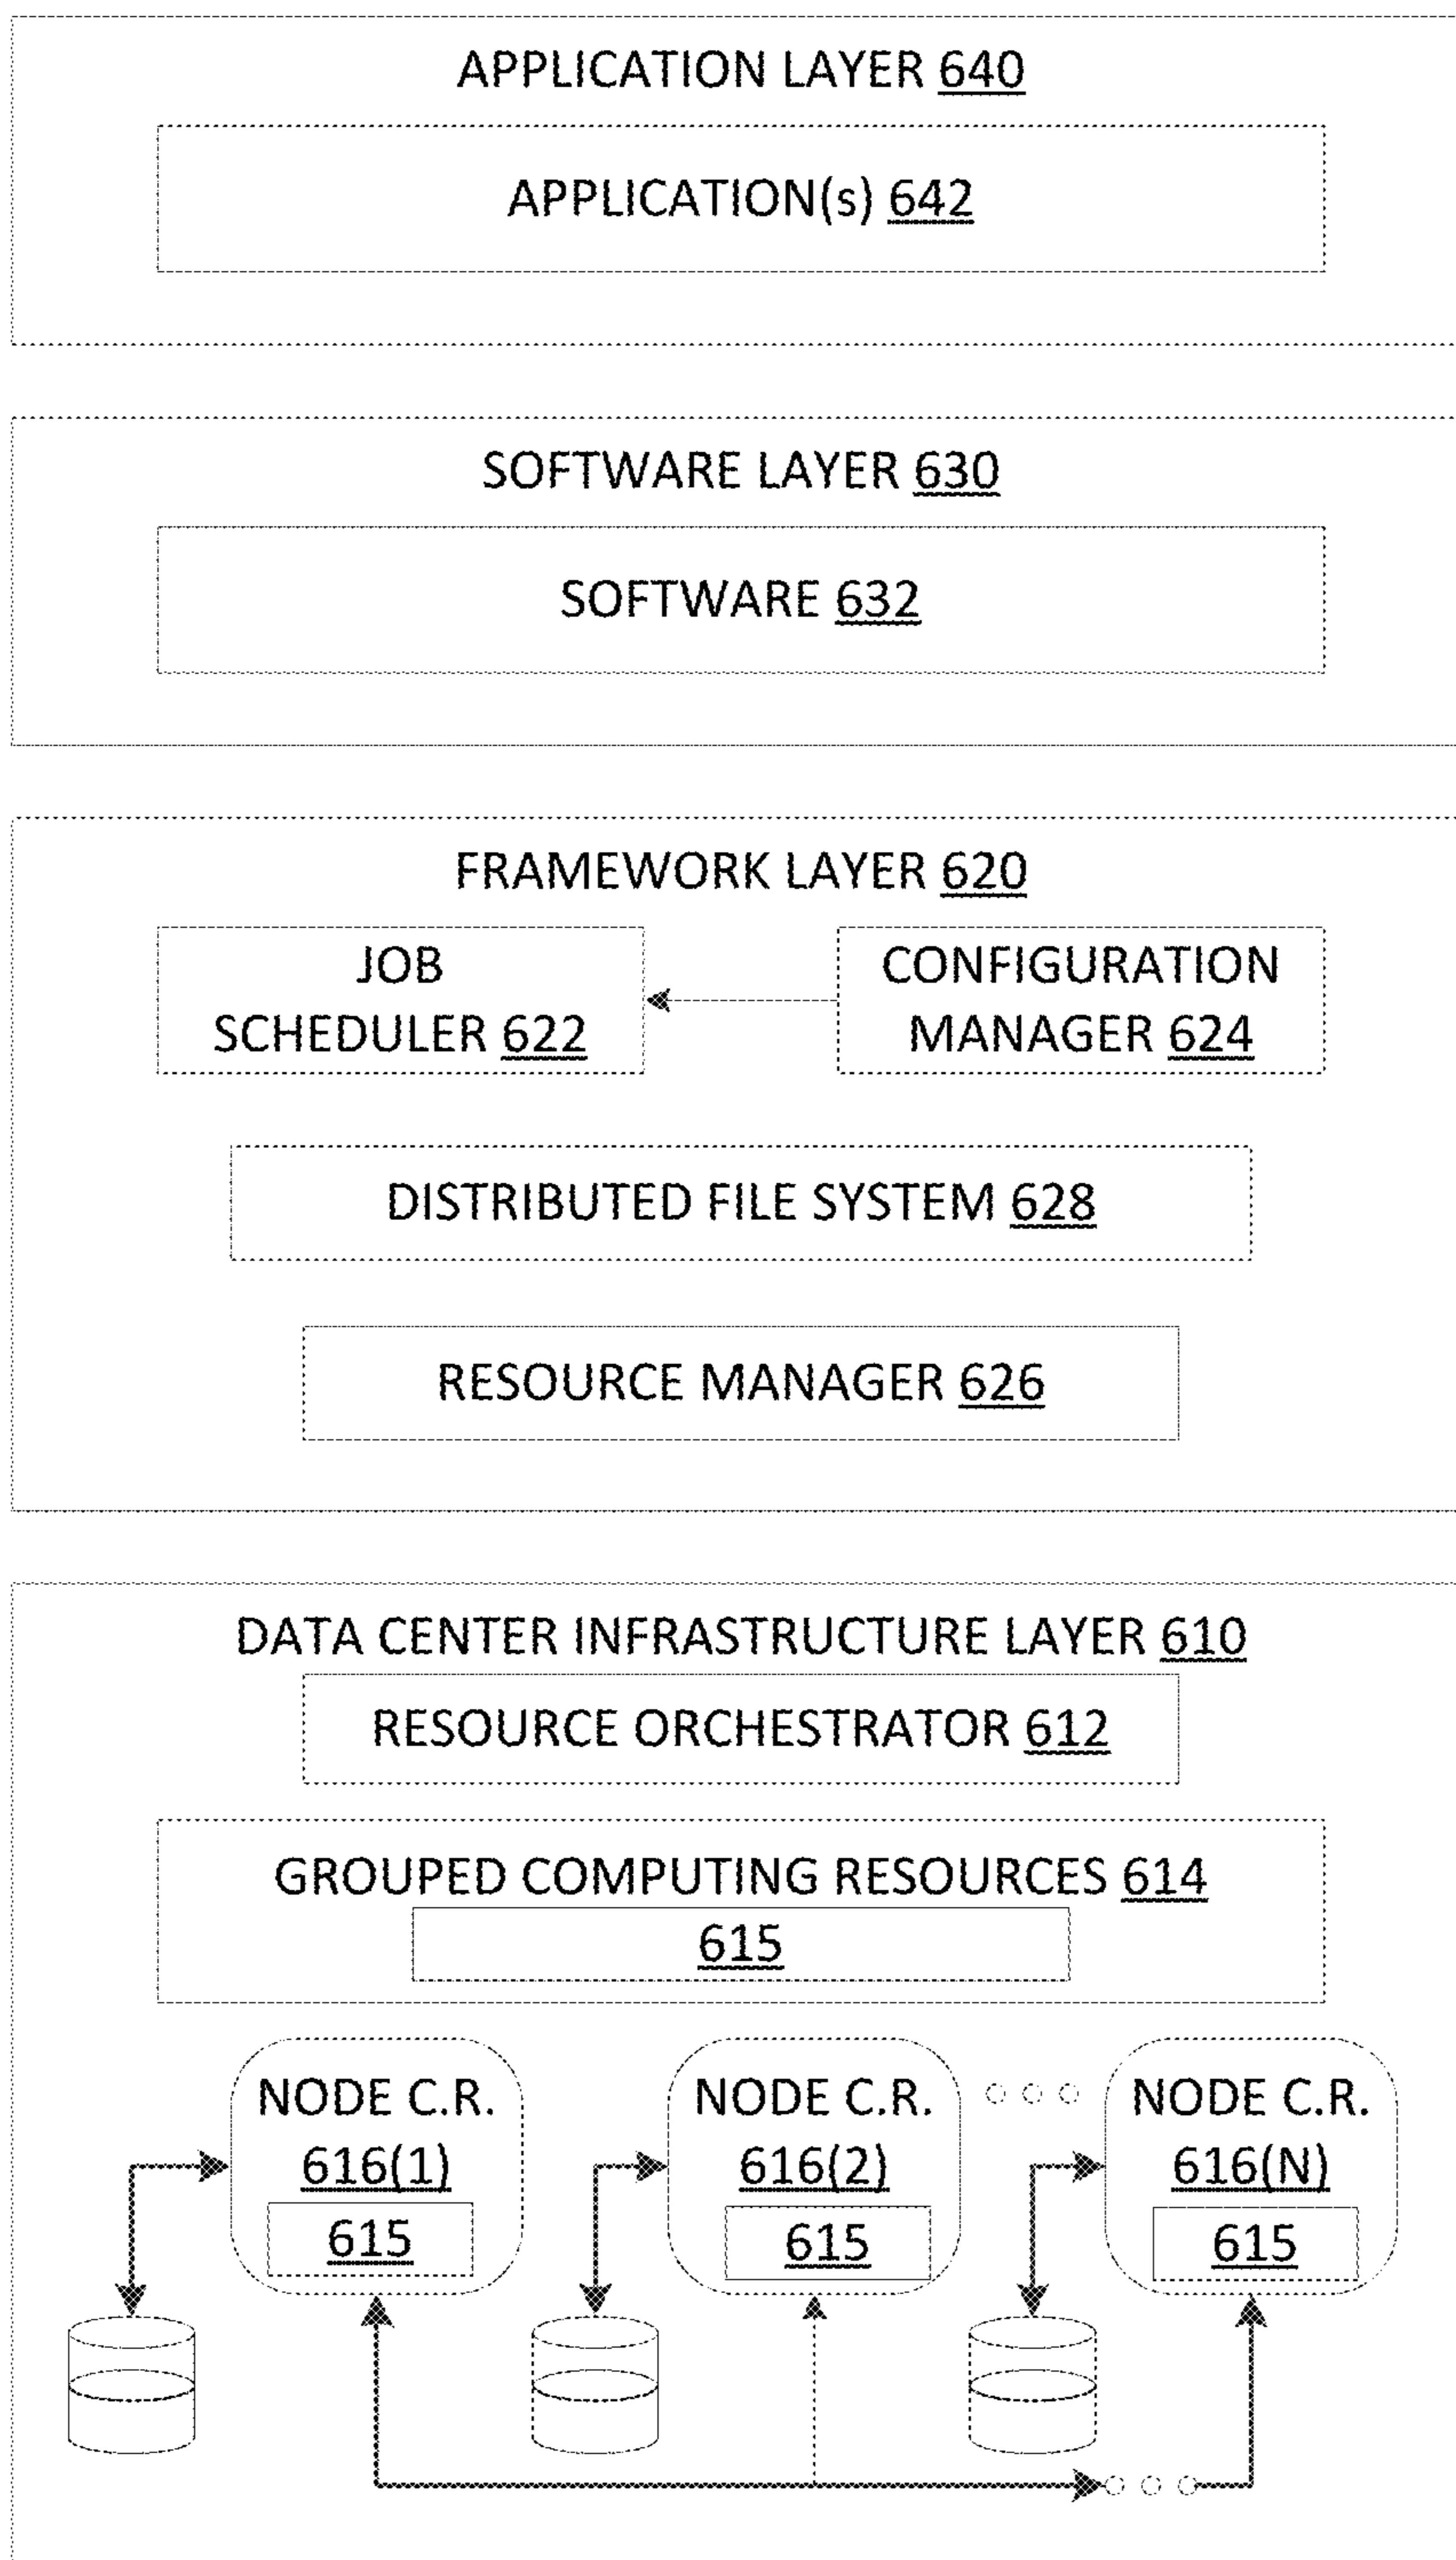 APPLICATION LAYER 640
APPLICATION(s) 642
SOFTWARE LAYER 630
SOFTWARE 632
FRAMEWORK LAYER 620
JOB
SCHEDULER 622
CONFIGURATION
MANAGER 624
DISTRIBUTED FILE SYSTEM 628
RESOURCE MANAGER 626
DATA CENTER INFRASTRUCTURE LAYER 610
RESOURCE ORCHESTRATOR 612
GROUPED COMPUTING RESOURCES 614
615
NODE C.R.
616(1)
615
NODE C.R.
616(2)
615
NODE C.R.
616(N)
615